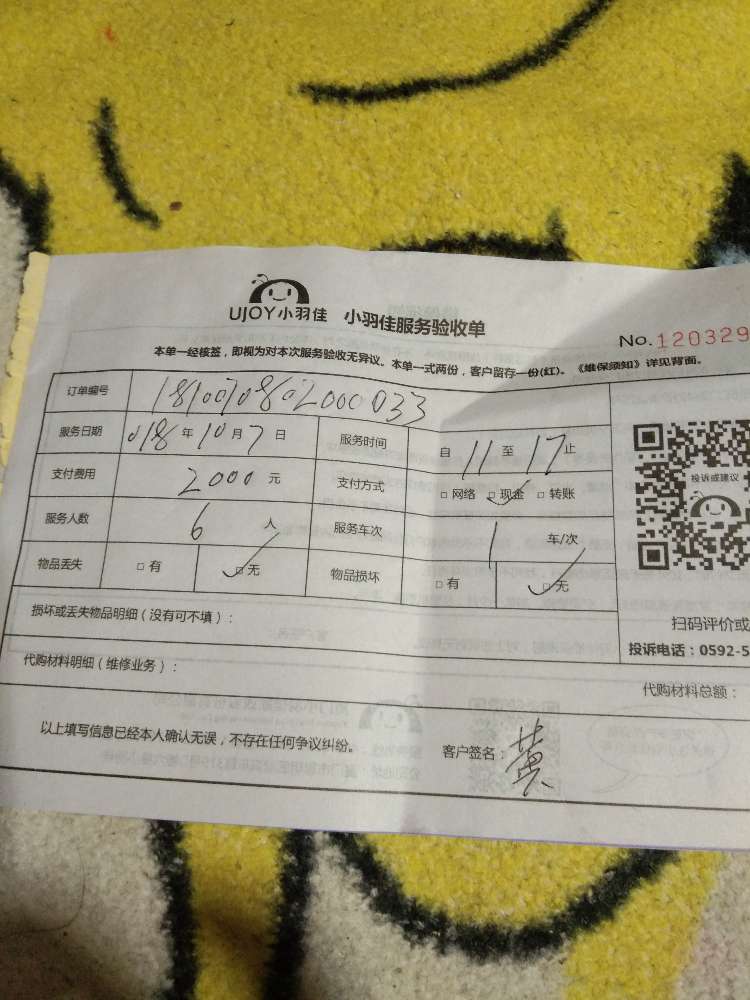 UJOY小羽佳 小羽佳服务验收单
No.120329
本单一经核签，即视为对本次服务验收无异议。本单一式两份，客户留存一份(红)。《维保须知》详见背面。
订单编号 1810070802000033
服务日期 018年10月7日 服务时间 自11至17止
支付费用 2000元 支付方式 □网络 ☑现金 □转账
服务人数 6人 服务车次 1车/次
物品丢失 □有 ☑无 物品损坏 □有 ☑无
投诉或建议
损坏或丢失物品明细（没有可不填）：
扫码评价或
投诉电话：0592-5
代购材料明细（维修业务）：
代购材料总额：
以上填写信息已经本人确认无误，不存在任何争议纠纷。
客户签名：黄